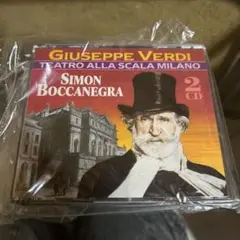 GIUSEPPE VERDI
TEATRO ALLA SCALA MILANO
SIMON
BOCCANEGRA
2
CD